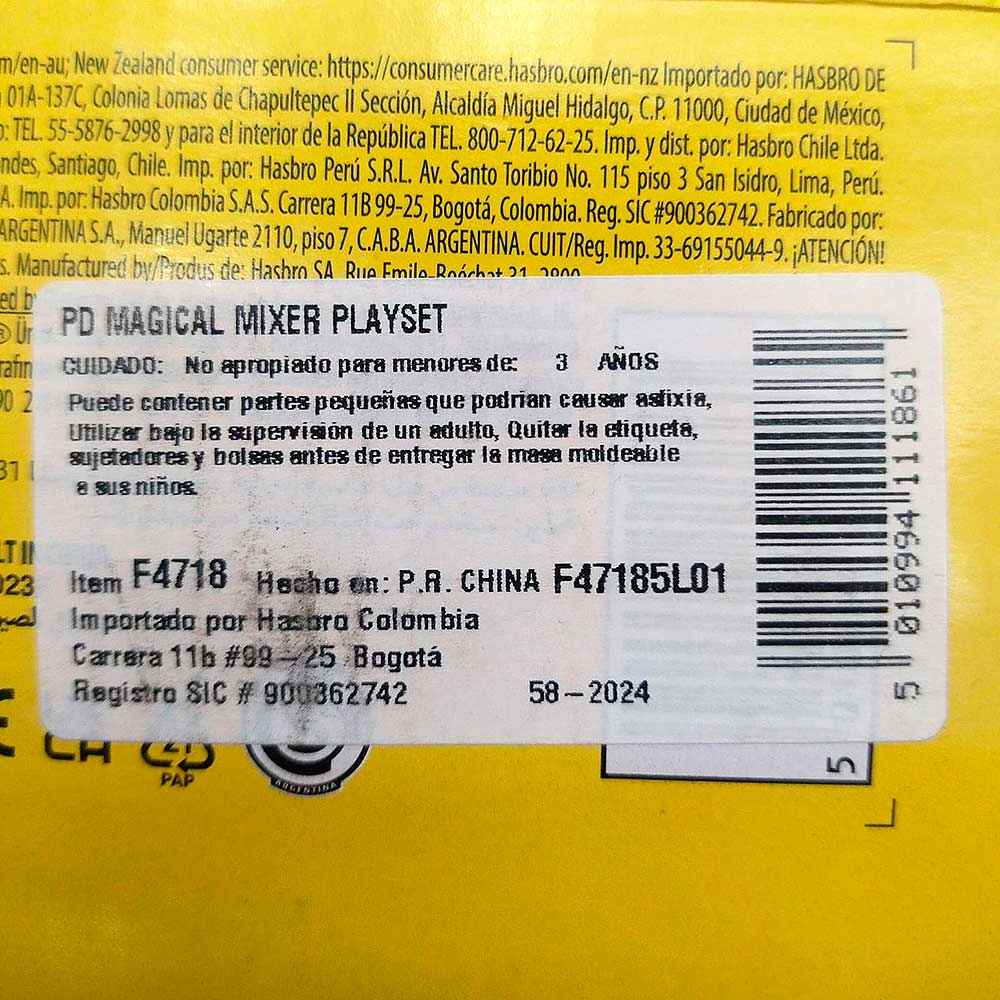 m/en-au; New Zealand consumer service: https://consumercare.hasbro.com/en-nz Importado por: HASBRO DE
01A-137C, Colonia Lomas de Chapultepec II Sección, Alcaldía Miguel Hidalgo, C.P. 11000, Ciudad de México,
o: TEL. 55-5876-2998 y para el interior de la República TEL. 800-712-62-25. Imp. y dist. por: Hasbro Chile Ltda.
ndes, Santiago, Chile. Imp. por: Hasbro Perú S.R.L. Av. Santo Toribio No. 115 piso 3 San Isidro, Lima, Perú.
A. Imp. por: Hasbro Colombia S.A.S. Carrera 11B 99-25, Bogotá, Colombia. Reg. SIC #900362742. Fabricado por:
ARGENTINA S.A., Manuel Ugarte 2110, piso 7, C.A.B.A. ARGENTINA. CUIT/Reg. Imp. 33-69155044-9. ¡ATENCIÓN!
s. Manufactured by/Produs de: Hasbro SA, Rue Emile-Boéchat 31, 2800
PD MAGICAL MIXER PLAYSET
CUIDADO: No apropiado para menores de: 3 AÑOS
Puede contener partes pequeñas que podrian causar asfixia,
Utilizar bajo la supervisión de un adulto, Quitar la etiqueta,
sujetadores y bolsas antes de entregar la masa moldeable
a sus niños.
Item F4718 Hecho en: P.R. CHINA F47185L01
Importado por Hasbro Colombia
Carrera 11b #99-25 Bogotá
Registro SIC # 900362742 58-2024
5 010994 111861
UK CA
21
PAP
ARGENTINA
5